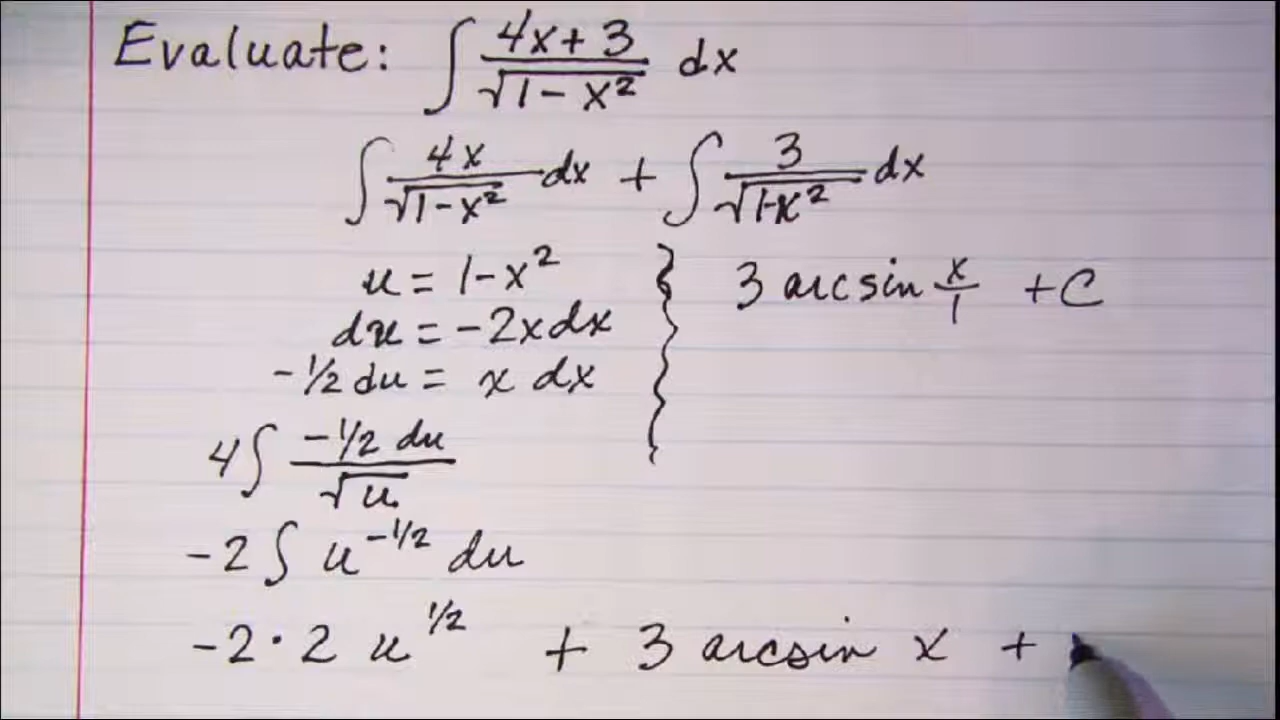 Evaluate: ∫ (4x + 3)/√(1 - x²) dx
∫ 4x/√(1 - x²) dx + ∫ 3/√(1-x²) dx
u = 1 - x² } 3 arcsin x/1 + C
du = -2x dx
-1/2 du = x dx
4∫ (-1/2 du)/√u
-2 ∫ u^(-1/2) du
-2 · 2 u^(1/2) + 3 arcsin x +